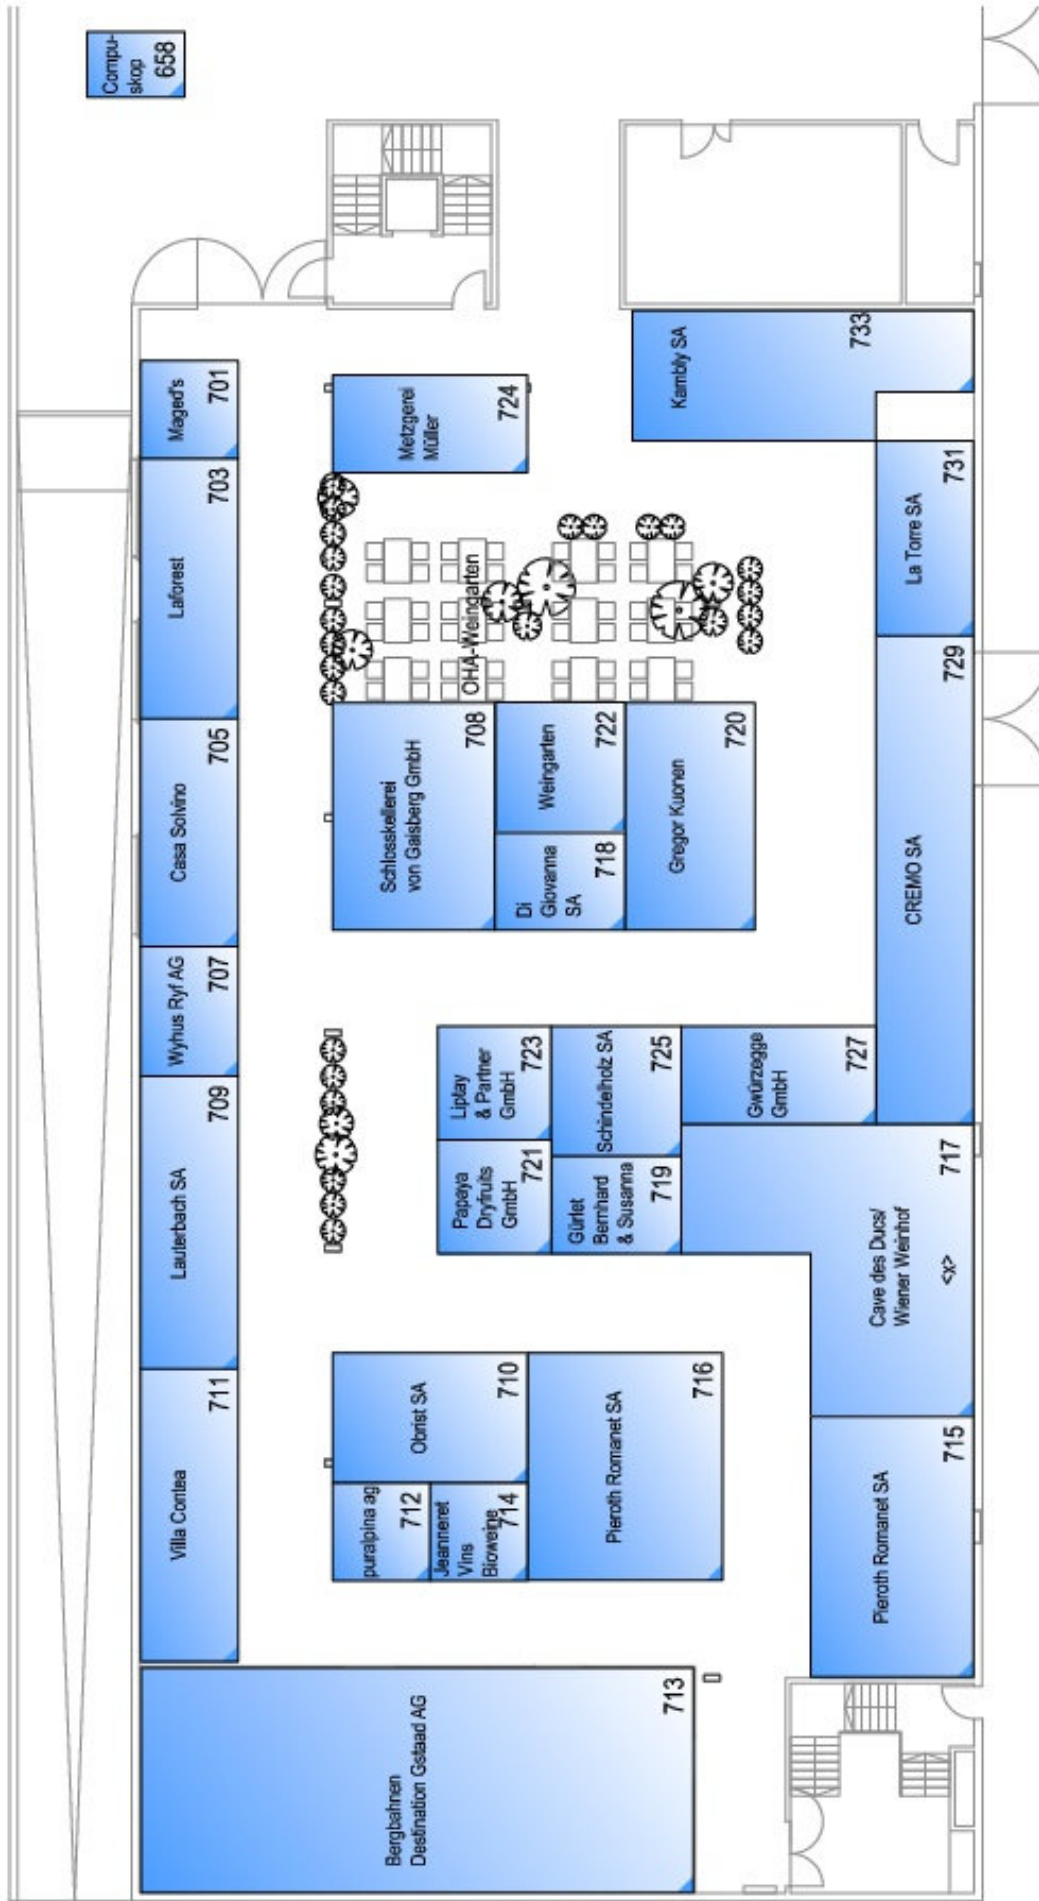 Compu-
skop
658
Maged's
701
Laforest
703
Casa Solvino
705
Wyhus Ryf AG
707
Lauterbach SA
709
Villa Contea
711
Bergbahnen
Destination Gstaad AG
713
Metzgerei
Müller
724
OHA-Weingarten
Schlosskellerei
von Gaisberg GmbH
708
Weingarten
722
Di
Giovanna
SA
718
Gregor Kuonen
720
Liptay
& Partner
GmbH
723
Papaya
Dryfruits
GmbH
721
Schindelholz SA
725
Gürlet
Bernhard
& Susanna
719
Gwürzegge
GmbH
727
Obrist SA
710
puralpina ag
712
Jeanneret
Vins
Bioweine
714
Pieroth Romanet SA
716
Kambly SA
733
La Torre SA
731
CREMO SA
729
Cave des Ducs/
Wiener Weinhof
<x>
717
Pieroth Romanet SA
715